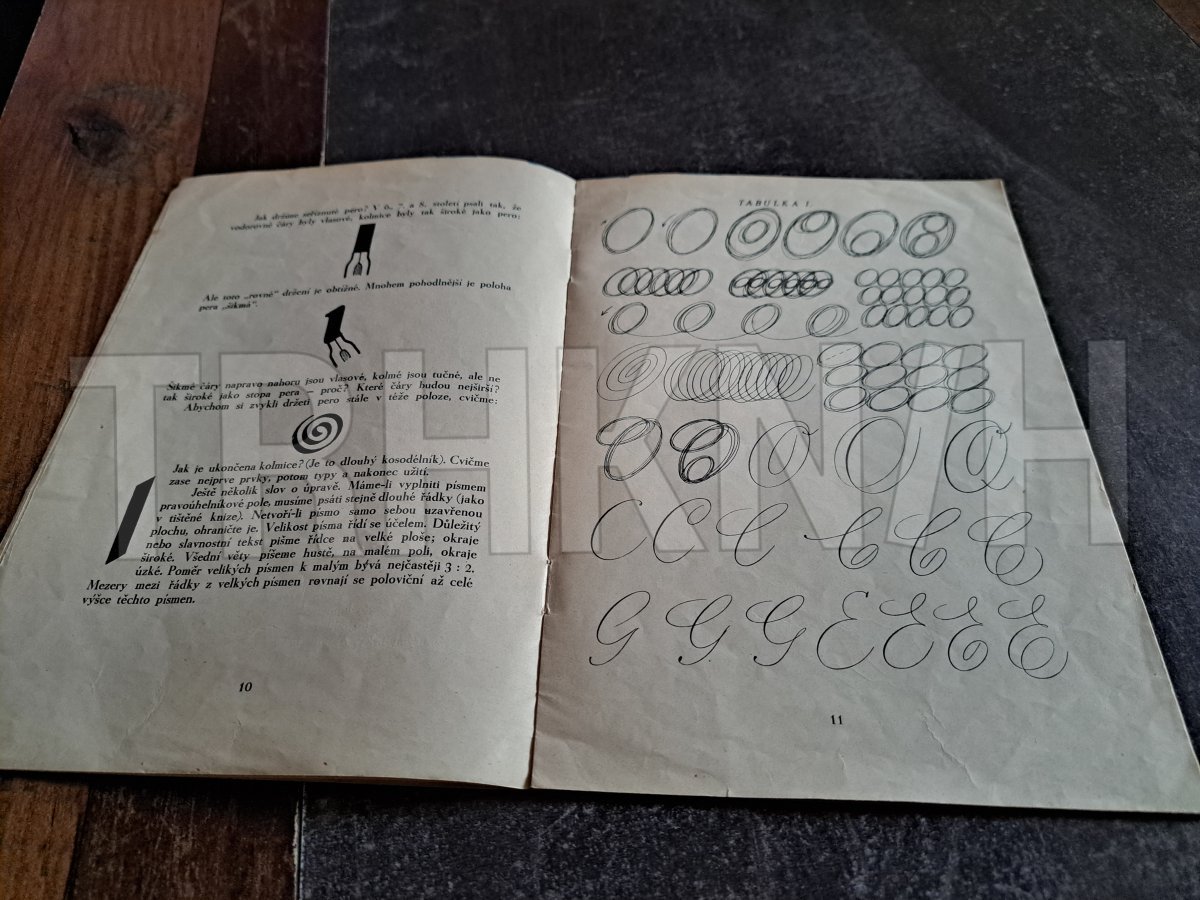 Jak držíme seříznuté pero? V 6., 7. a 8. století psali tak, že
vodorovné čáry byly vlasové, kolmice byly tak široké jako pero:
Ale toto „rovné“ držení je obtížné. Mnohem pohodlnější je poloha
pera „šikmá“.
Šikmé čáry napravo nahoru jsou vlasové, kolmé jsou tučné, ale ne
tak široké jako stopa pera — proč? Které čáry budou nejširší?
Abychom si zvykli držeti pero stále v téže poloze, cvičme:
Jak je ukončena kolmice? (Je to dlouhý kosodélník). Cvičme
zase nejprve prvky, potom typy a nakonec užití.
Ještě několik slov o úpravě. Máme-li vyplniti písmem
pravoúhelníkové pole, musíme psáti stejně dlouhé řádky (jako
v tištěné knize). Netvoří-li písmo samo sebou uzavřenou
plochu, ohraničte je. Velikost písma řídí se účelem. Důležitý
nebo slavnostní text pišme řídce na velké ploše; okraje
široké. Všední věty píšeme hustě, na malém poli, okraje
úzké. Poměr velikých písmen k malým bývá nejčastěji 3 : 2.
Mezery mezi řádky z velkých písmen rovnají se poloviční až celé
výšce těchto písmen.
10
TABULKA I
O O O O O O
C C O O O
C C C C C
G G G E E E E
11
TRHKNIH